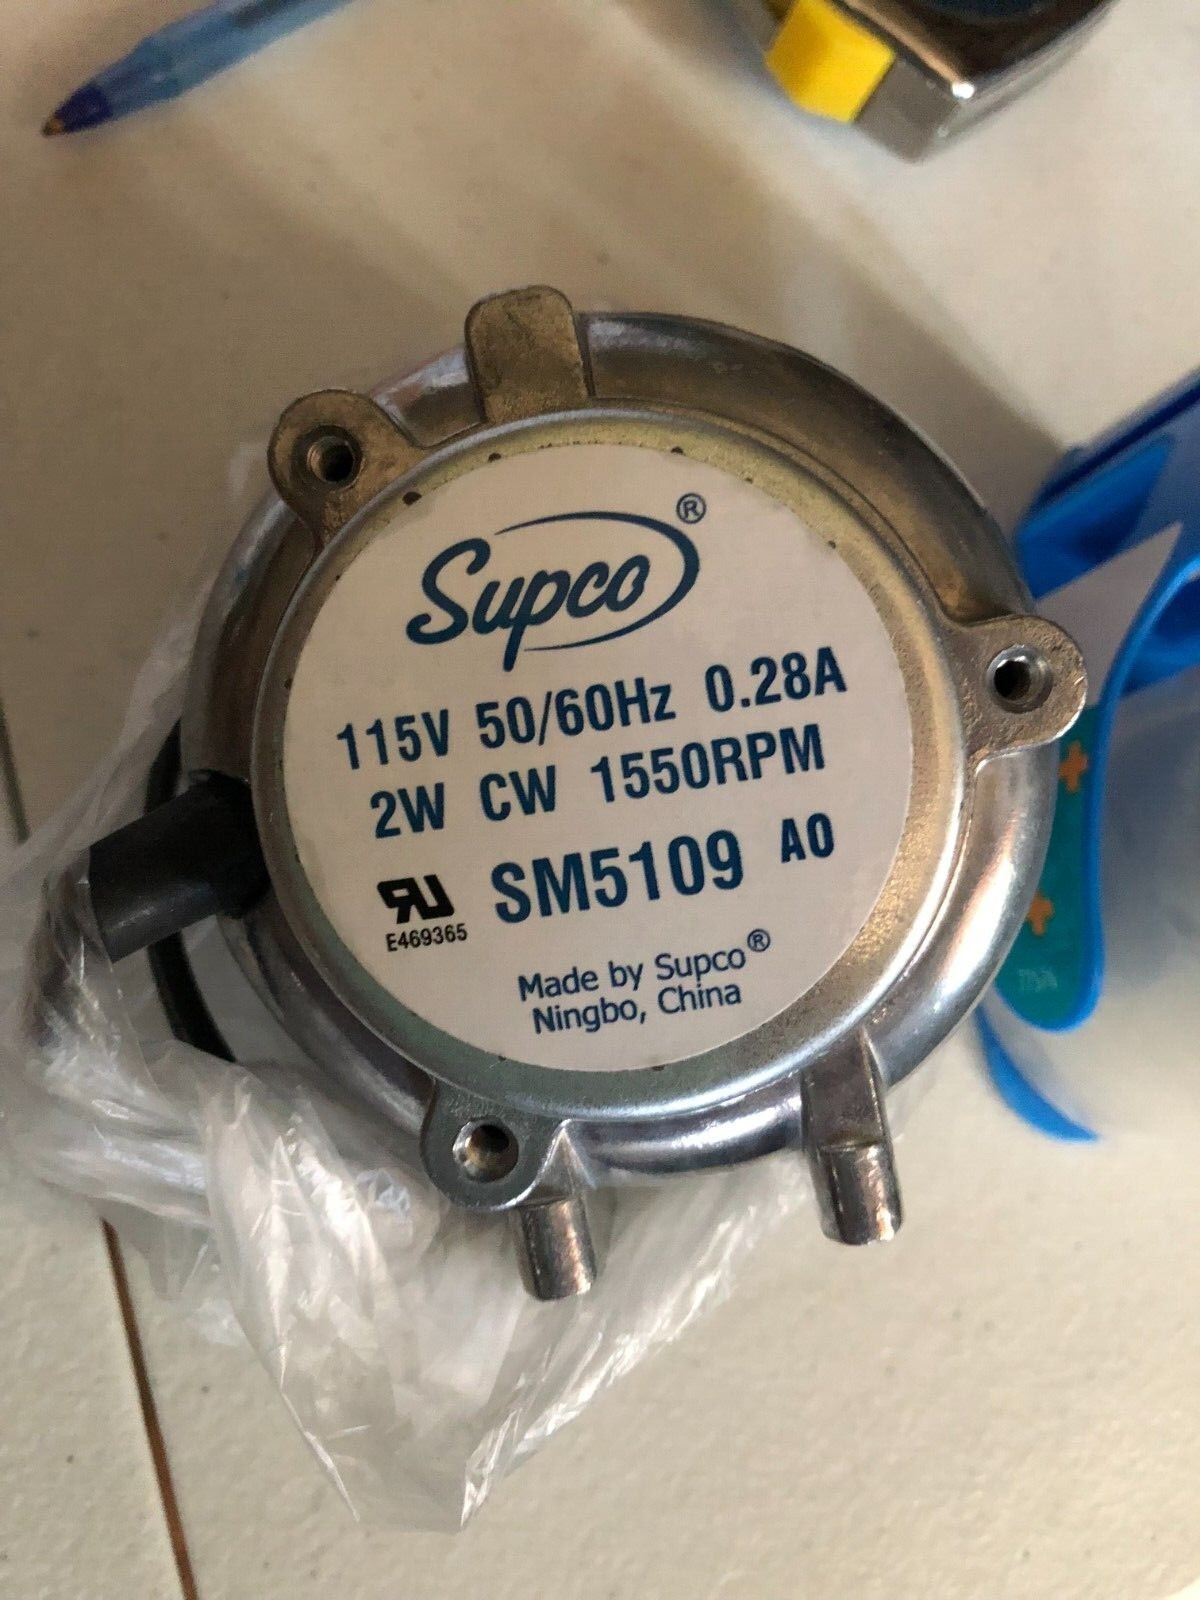 Supco®
115V 50/60Hz 0.28A
2W CW 1550RPM
SM5109 A0
E469365
Made by Supco®
Ningbo, China